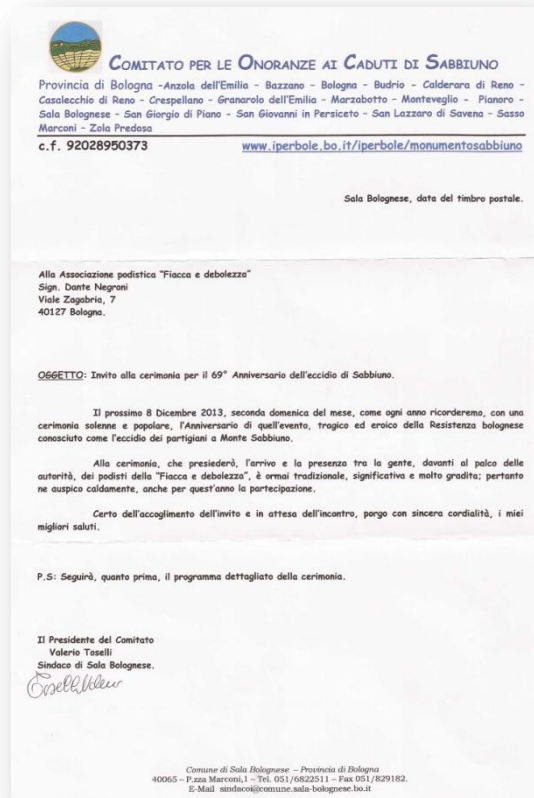 COMITATO PER LE ONORANZE AI CADUTI DI SABBIUNO
Provincia di Bologna -Anzola dell'Emilia - Bazzano - Bologna - Budrio - Calderara di Reno -
Casalecchio di Reno - Crespellano - Granarolo dell'Emilia - Marzabotto - Monteveglio - Pianoro -
Sala Bolognese - San Giorgio di Piano - San Giovanni in Persiceto - San Lazzaro di Savena - Sasso
Marconi - Zola Predosa
c.f. 92028950373 www.iperbole.bo.it/iperbole/monumentosabbiuno
Sala Bolognese, data del timbro postale.
Alla Associazione podistica "Fiacca e debolezza"
Sign. Dante Negroni
Viale Zagabria, 7
40127 Bologna.
OGGETTO: Invito alla cerimonia per il 69° Anniversario dell'eccidio di Sabbiuno.
Il prossimo 8 Dicembre 2013, seconda domenica del mese, come ogni anno ricorderemo, con una
cerimonia solenne e popolare, l'Anniversario di quell'evento, tragico ed eroico della Resistenza bolognese
conosciuto come l'eccidio dei partigiani a Monte Sabbiuno.
Alla cerimonia, che presiederò, l'arrivo e la presenza tra la gente, davanti al palco delle
autorità, dei podisti della "Fiacca e debolezza", è ormai tradizionale, significativa e molto gradita; pertanto
ne auspico caldamente, anche per quest'anno la partecipazione.
Certo dell'accoglimento dell'invito e in attesa dell'incontro, porgo con sincera cordialità, i miei
migliori saluti.
P.S: Seguirà, quanto prima, il programma dettagliato della cerimonia.
Il Presidente del Comitato
Valerio Toselli
Sindaco di Sala Bolognese.
Comune di Sala Bolognese - Provincia di Bologna
40065 - P.zza Marconi,1 - Tel. 051/6822511 - Fax 051/829182.
E-Mail sindacoi@comune.sala-bolognese.bo.it